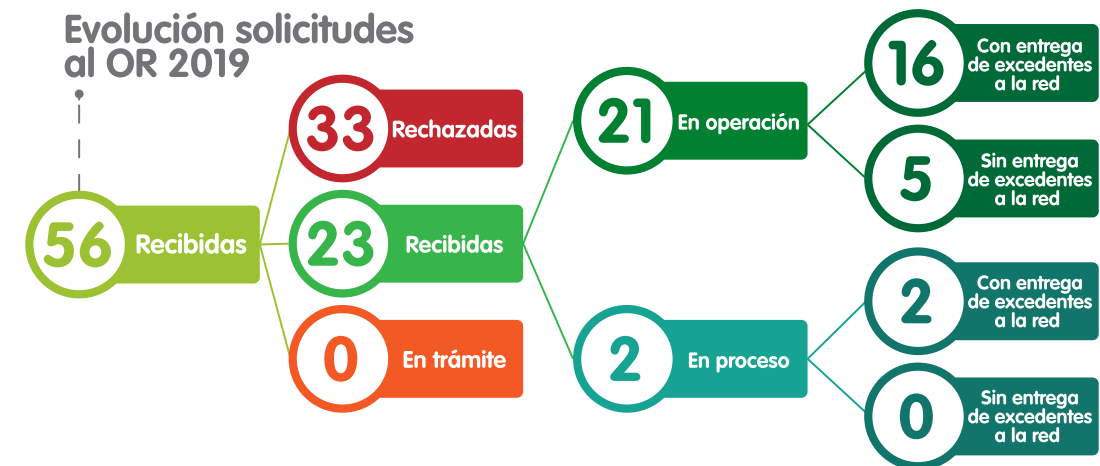 Evolución solicitudes
al OR 2019
56
Recibidas
33
Rechazadas
23
Recibidas
0
En trámite
21
En operación
2
En proceso
16
Con entrega
de excedentes
a la red
5
Sin entrega
de excedentes
a la red
2
Con entrega
de excedentes
a la red
0
Sin entrega
de excedentes
a la red